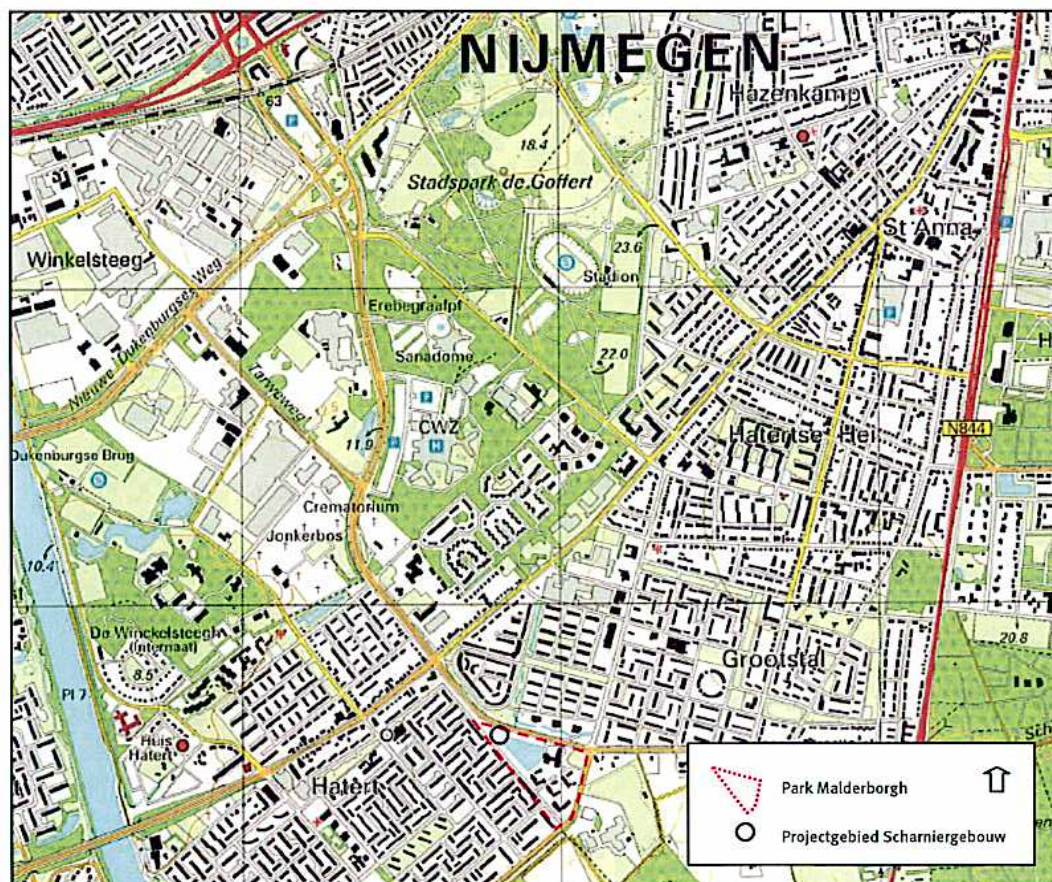 NIJMEGEN
Hazenkamp
63
P
18.4
Stadspark de Goffert
23.6
St Anna
P
Winkelsteeg
Nieuwe Dukenburgse Weg
Stadion
S
Erebegraafpl
Sanadome
22.0
P
Tarweweg
11.9
P
CWZ
H
Hatertse Hei
N844
Dukenburgse Brug
S
Crematorium
Jonkerbos
10.4
De Winckelsteegh
(Internaat)
8.5
Pl 7
20.8
Grootstal
Huis
Hatert
Hatert
Park Malderborgh
Projectgebied Scharniergebouw